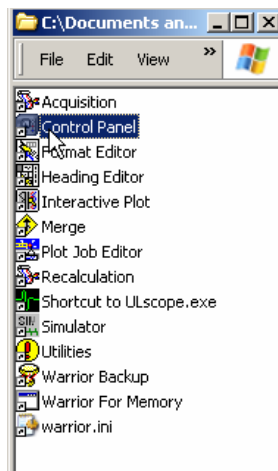 C:\Documents an...
File Edit View »
Acquisition
Control Panel
Format Editor
Heading Editor
Interactive Plot
Merge
Plot Job Editor
Recalculation
Shortcut to ULscope.exe
Simulator
Utilities
Warrior Backup
Warrior For Memory
warrior.ini